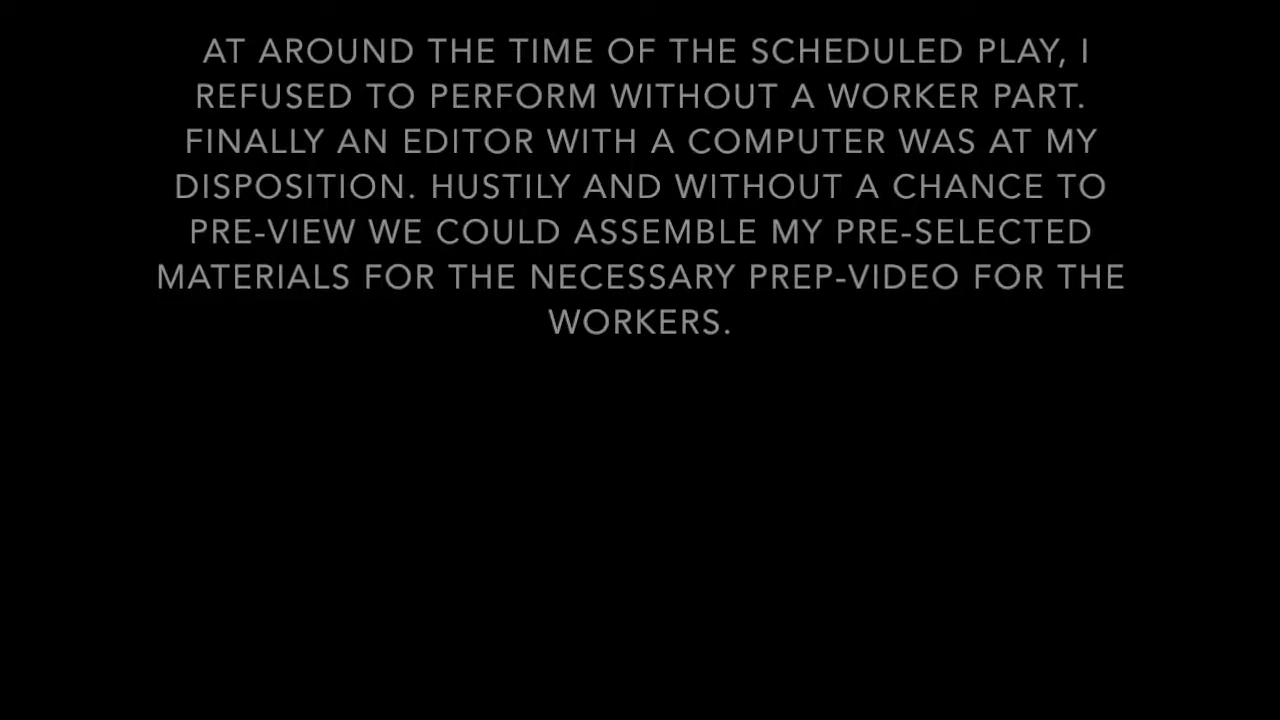 AT AROUND THE TIME OF THE SCHEDULED PLAY, I
REFUSED TO PERFORM WITHOUT A WORKER PART.
FINALLY AN EDITOR WITH A COMPUTER WAS AT MY
DISPOSITION. HUSTILY AND WITHOUT A CHANCE TO
PRE-VIEW WE COULD ASSEMBLE MY PRE-SELECTED
MATERIALS FOR THE NECESSARY PREP-VIDEO FOR THE
WORKERS.